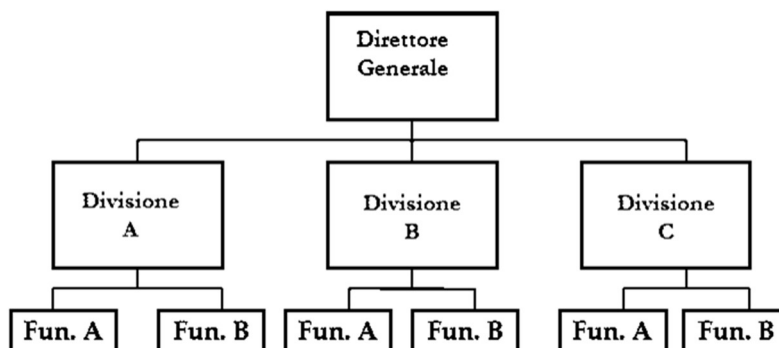 Direttore
Generale
Divisione
A
Divisione
B
Divisione
C
Fun. A
Fun. B
Fun. A
Fun. B
Fun. A
Fun. B